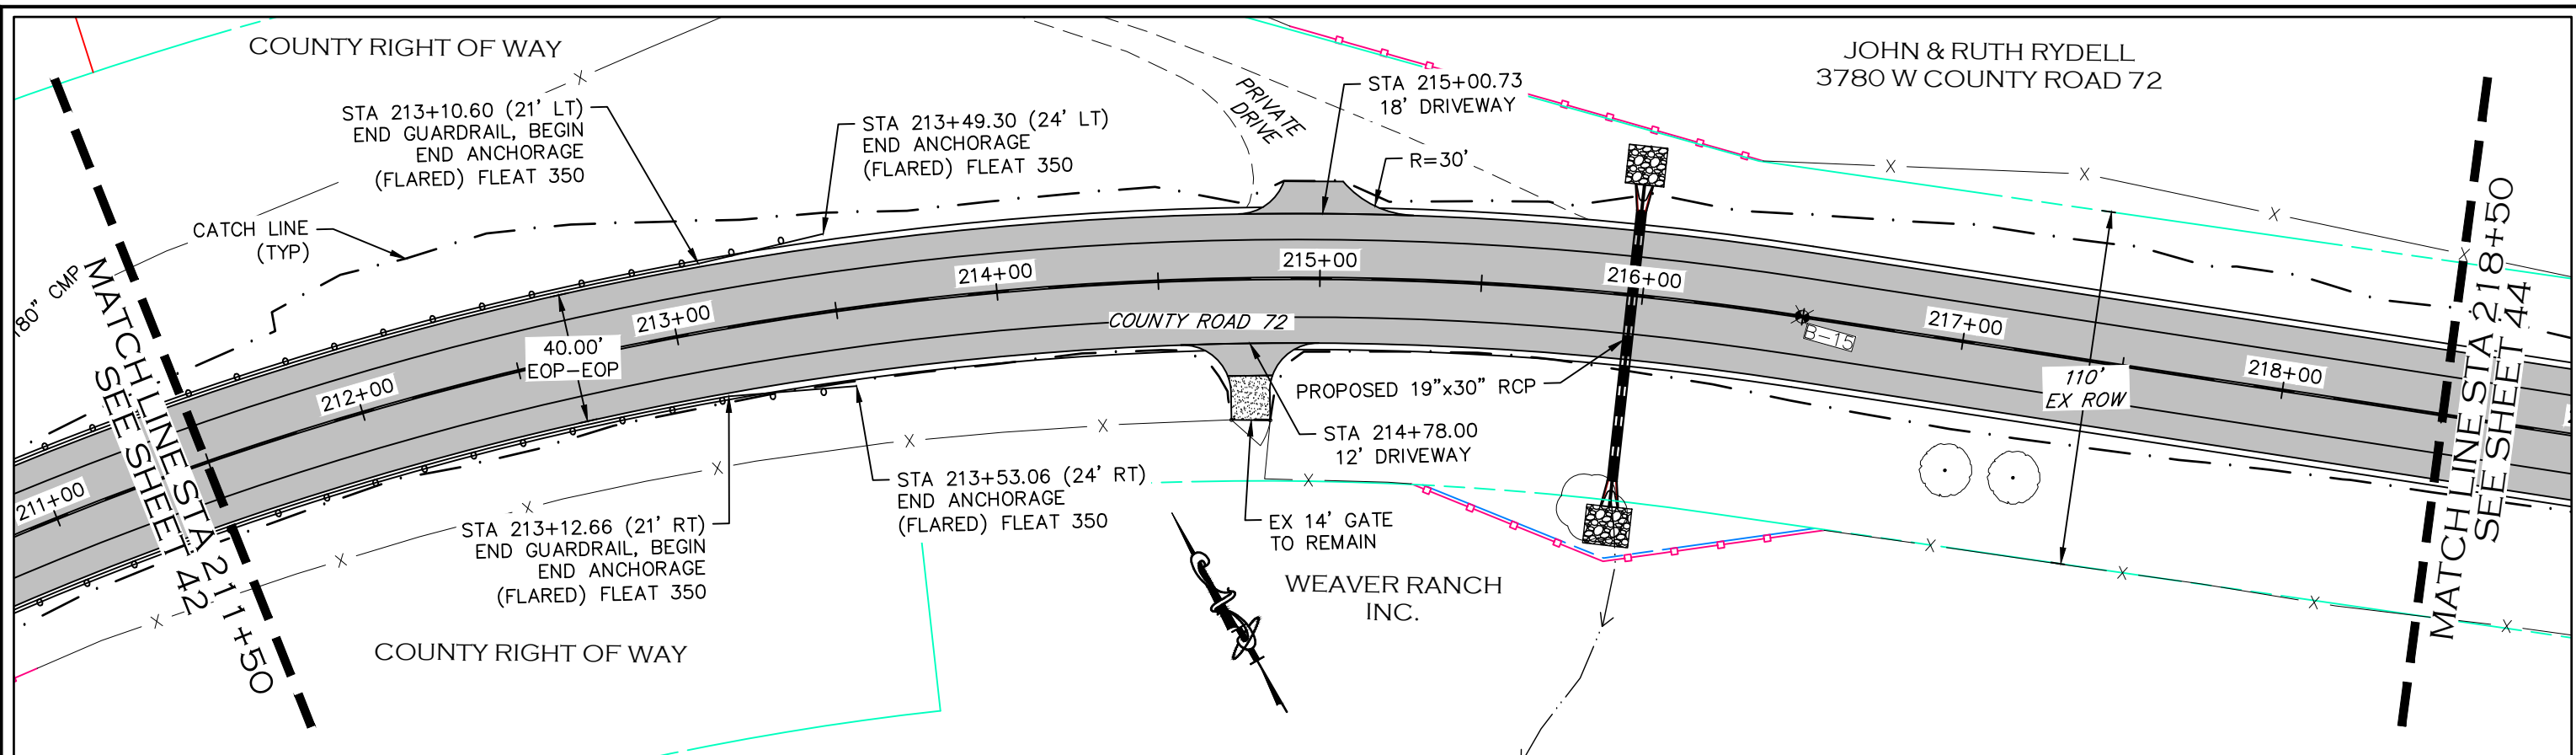 COUNTY RIGHT OF WAY
JOHN & RUTH RYDELL
3780 W COUNTY ROAD 72
STA 213+10.60 (21' LT)
END GUARDRAIL, BEGIN
END ANCHORAGE
(FLARED) FLEAT 350
STA 213+49.30 (24' LT)
END ANCHORAGE
(FLARED) FLEAT 350
PRIVATE
DRIVE
STA 215+00.73
18' DRIVEWAY
R=30'
CATCH LINE
(TYP)
180" CMP
MATCH LINE STA 211+50
SEE SHEET 42
211+00
212+00
213+00
214+00
215+00
216+00
217+00
218+00
40.00'
EOP-EOP
COUNTY ROAD 72
B-15
110'
EX ROW
MATCH LINE STA 218+50
SEE SHEET 44
PROPOSED 19"x30" RCP
STA 214+78.00
12' DRIVEWAY
STA 213+53.06 (24' RT)
END ANCHORAGE
(FLARED) FLEAT 350
STA 213+12.66 (21' RT)
END GUARDRAIL, BEGIN
END ANCHORAGE
(FLARED) FLEAT 350
EX 14' GATE
TO REMAIN
WEAVER RANCH
INC.
COUNTY RIGHT OF WAY